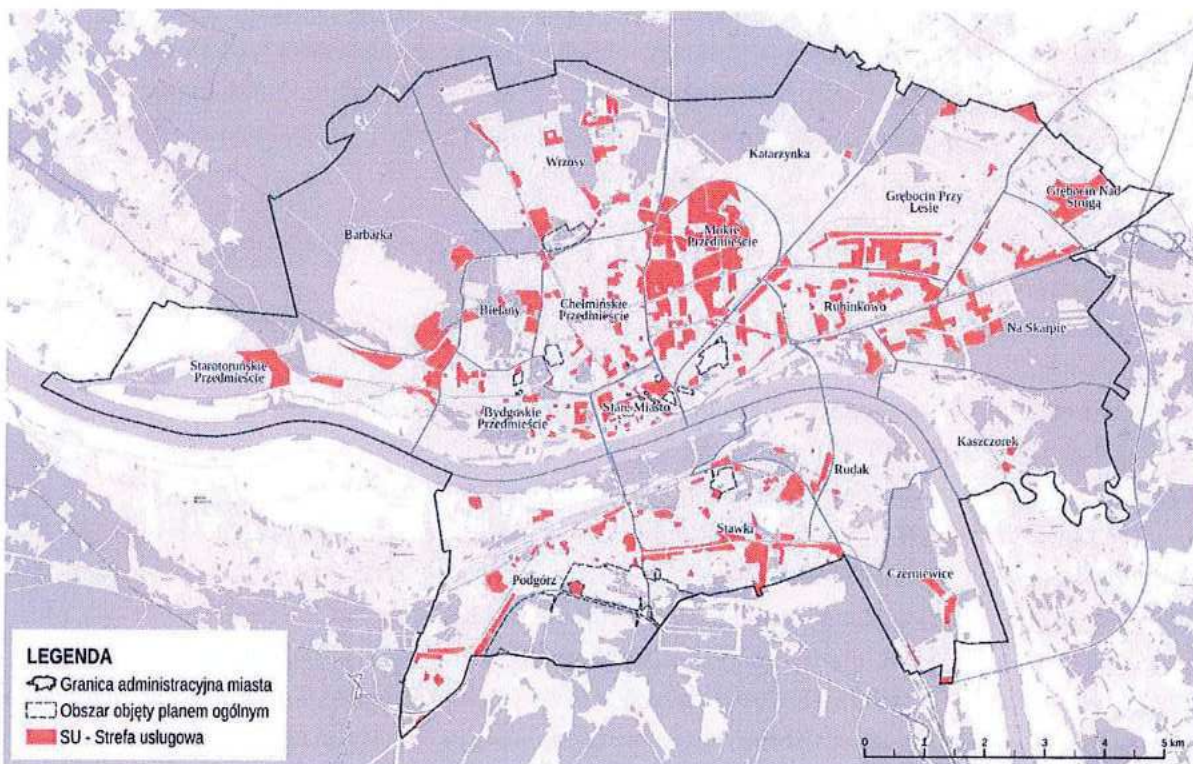 Wrzosy
Katarzynka
Grębocin Przy
Lesie
Grębocin Nad
Strugą
Barbarka
Mokre
Przedmieście
Bielany
Chełmińskie
Przedmieście
Rubinkowo
Na Skarpie
Starotoruńskie
Przedmieście
Bydgoskie
Przedmieście
Stare Miasto
Kaszczorek
Rudak
Stawki
Podgórz
Czerniewice
LEGENDA
Granica administracyjna miasta
Obszar objęty planem ogólnym
SU - Strefa usługowa
0 1 2 3 4 5 km